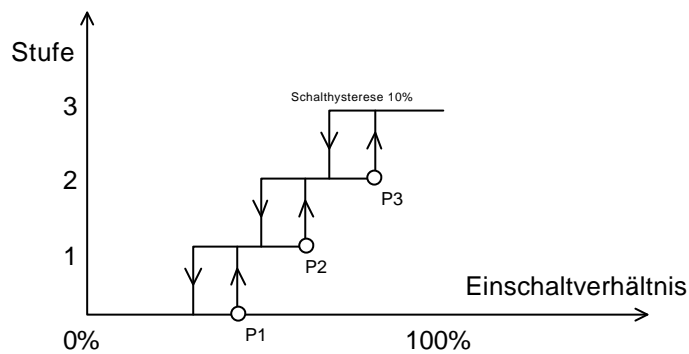 Stufe
Schalthysterese 10%
3
2
P3
1
P2
Einschaltverhältnis
P1
0%
100%